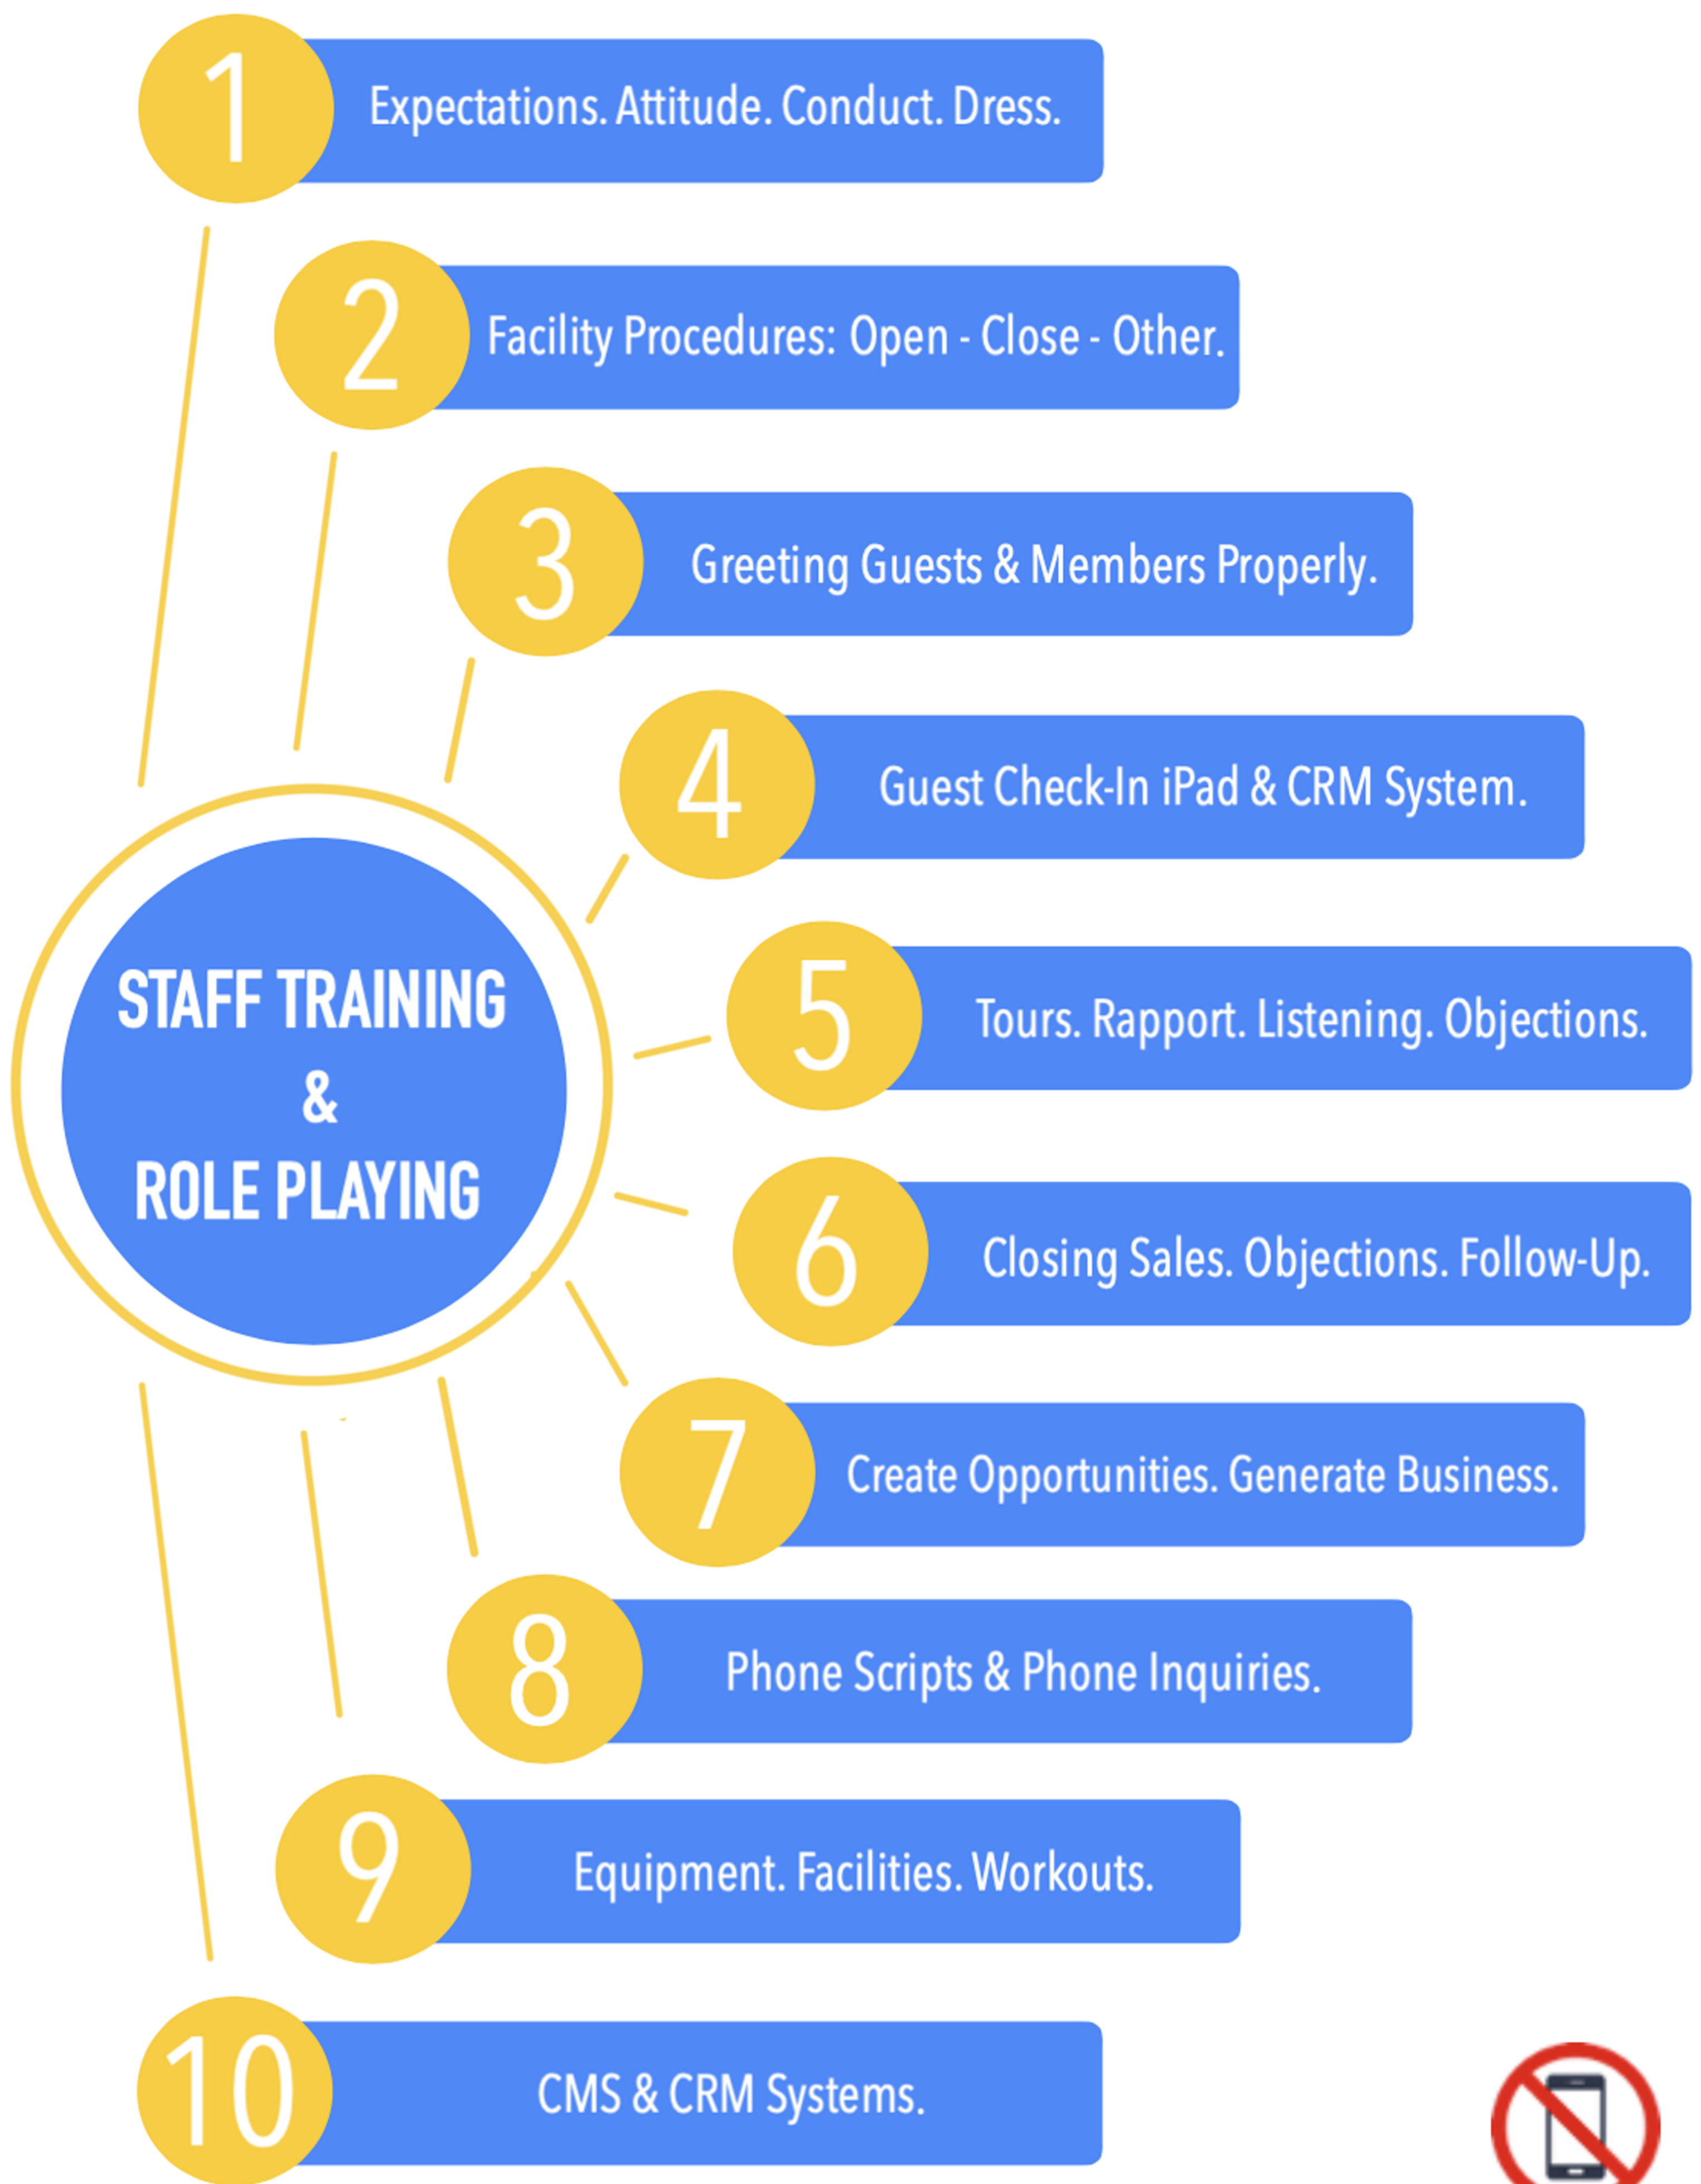 1
Expectations. Attitude. Conduct. Dress.
2
Facility Procedures: Open - Close - Other.
3
Greeting Guests & Members Properly.
4
Guest Check-In iPad & CRM System.
5
Tours. Rapport. Listening. Objections.
STAFF TRAINING
&
ROLE PLAYING
6
Closing Sales. Objections. Follow-Up.
7
Create Opportunities. Generate Business.
8
Phone Scripts & Phone Inquiries.
9
Equipment. Facilities. Workouts.
10
CMS & CRM Systems.